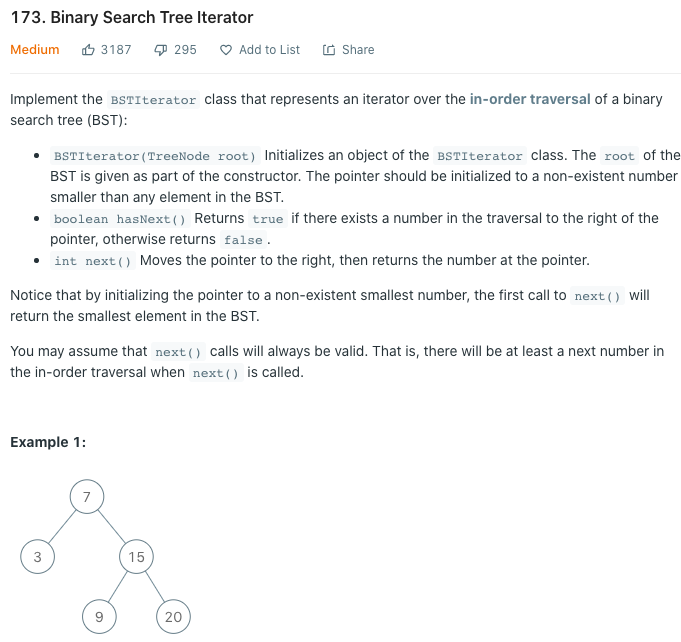 173. Binary Search Tree Iterator
Medium 3187 295 Add to List Share
Implement the BSTIterator class that represents an iterator over the in-order traversal of a binary
search tree (BST):
• BSTIterator(TreeNode root) Initializes an object of the BSTIterator class. The root of the
BST is given as part of the constructor. The pointer should be initialized to a non-existent number
smaller than any element in the BST.
• boolean hasNext() Returns true if there exists a number in the traversal to the right of the
pointer, otherwise returns false.
• int next() Moves the pointer to the right, then returns the number at the pointer.
Notice that by initializing the pointer to a non-existent smallest number, the first call to next() will
return the smallest element in the BST.
You may assume that next() calls will always be valid. That is, there will be at least a next number in
the in-order traversal when next() is called.
Example 1:
7
3 15
9 20